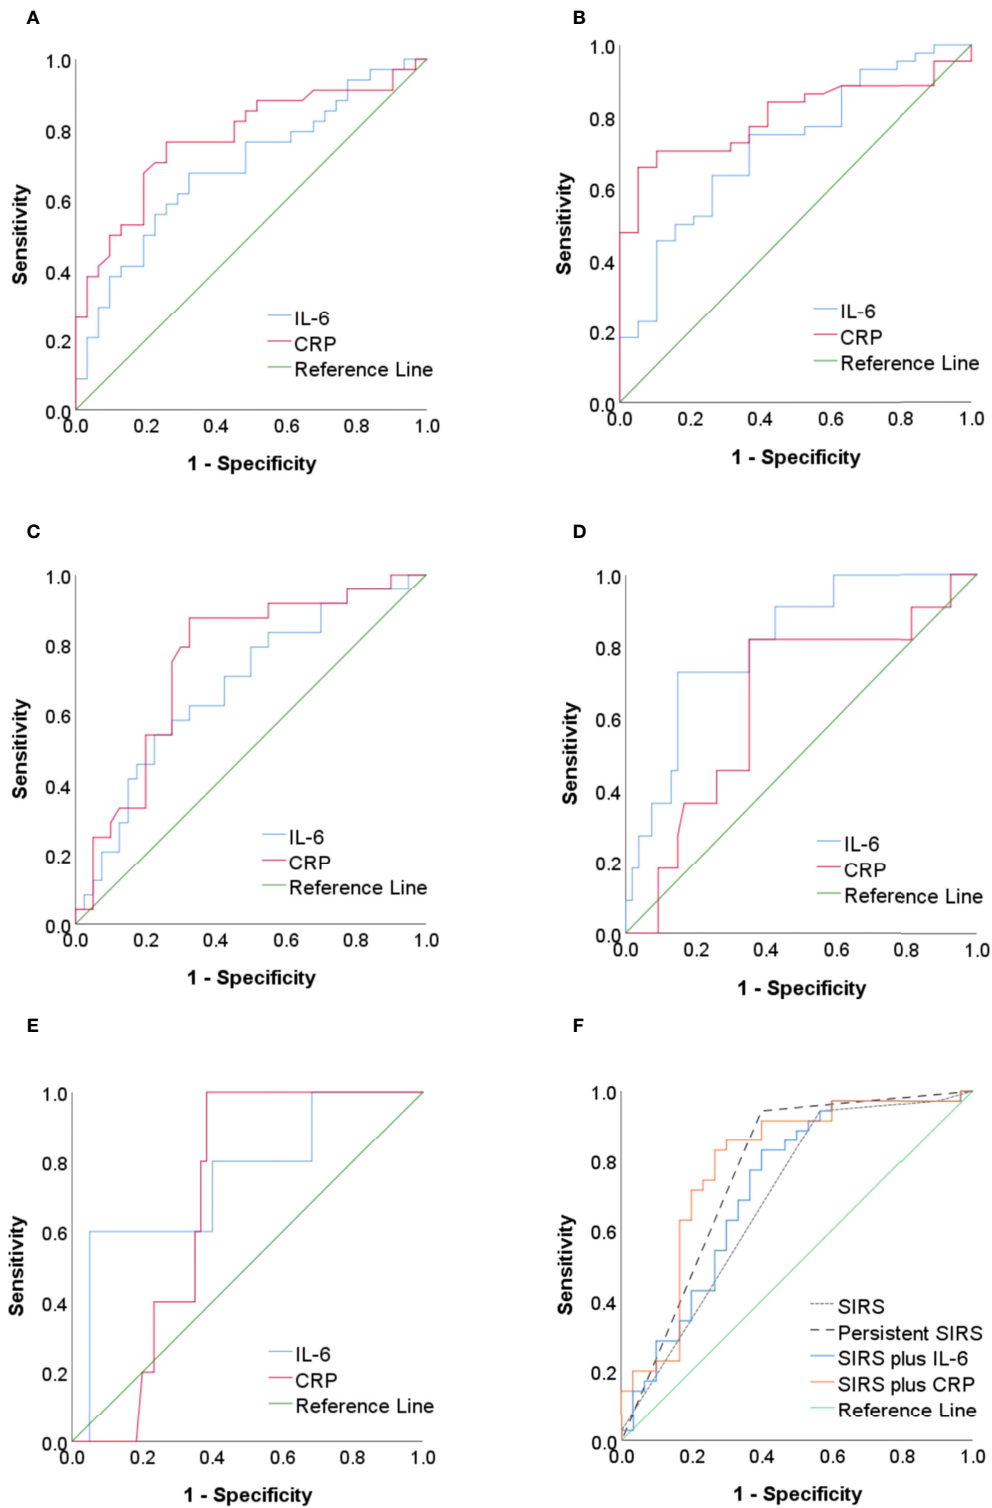 A
1.0
0.8
0.6
0.4
0.2
0.0
Sensitivity
IL-6
CRP
Reference Line
0.0 0.2 0.4 0.6 0.8 1.0
1 - Specificity
B
1.0
0.8
0.6
0.4
0.2
0.0
Sensitivity
IL-6
CRP
Reference Line
0.0 0.2 0.4 0.6 0.8 1.0
1 - Specificity
C
1.0
0.8
0.6
0.4
0.2
0.0
Sensitivity
IL-6
CRP
Reference Line
0.0 0.2 0.4 0.6 0.8 1.0
1 - Specificity
D
1.0
0.8
0.6
0.4
0.2
0.0
Sensitivity
IL-6
CRP
Reference Line
0.0 0.2 0.4 0.6 0.8 1.0
1 - Specificity
E
1.0
0.8
0.6
0.4
0.2
0.0
Sensitivity
IL-6
CRP
Reference Line
0.0 0.2 0.4 0.6 0.8 1.0
1 - Specificity
F
1.0
0.8
0.6
0.4
0.2
0.0
Sensitivity
SIRS
Persistent SIRS
SIRS plus IL-6
SIRS plus CRP
Reference Line
0.0 0.2 0.4 0.6 0.8 1.0
1 - Specificity